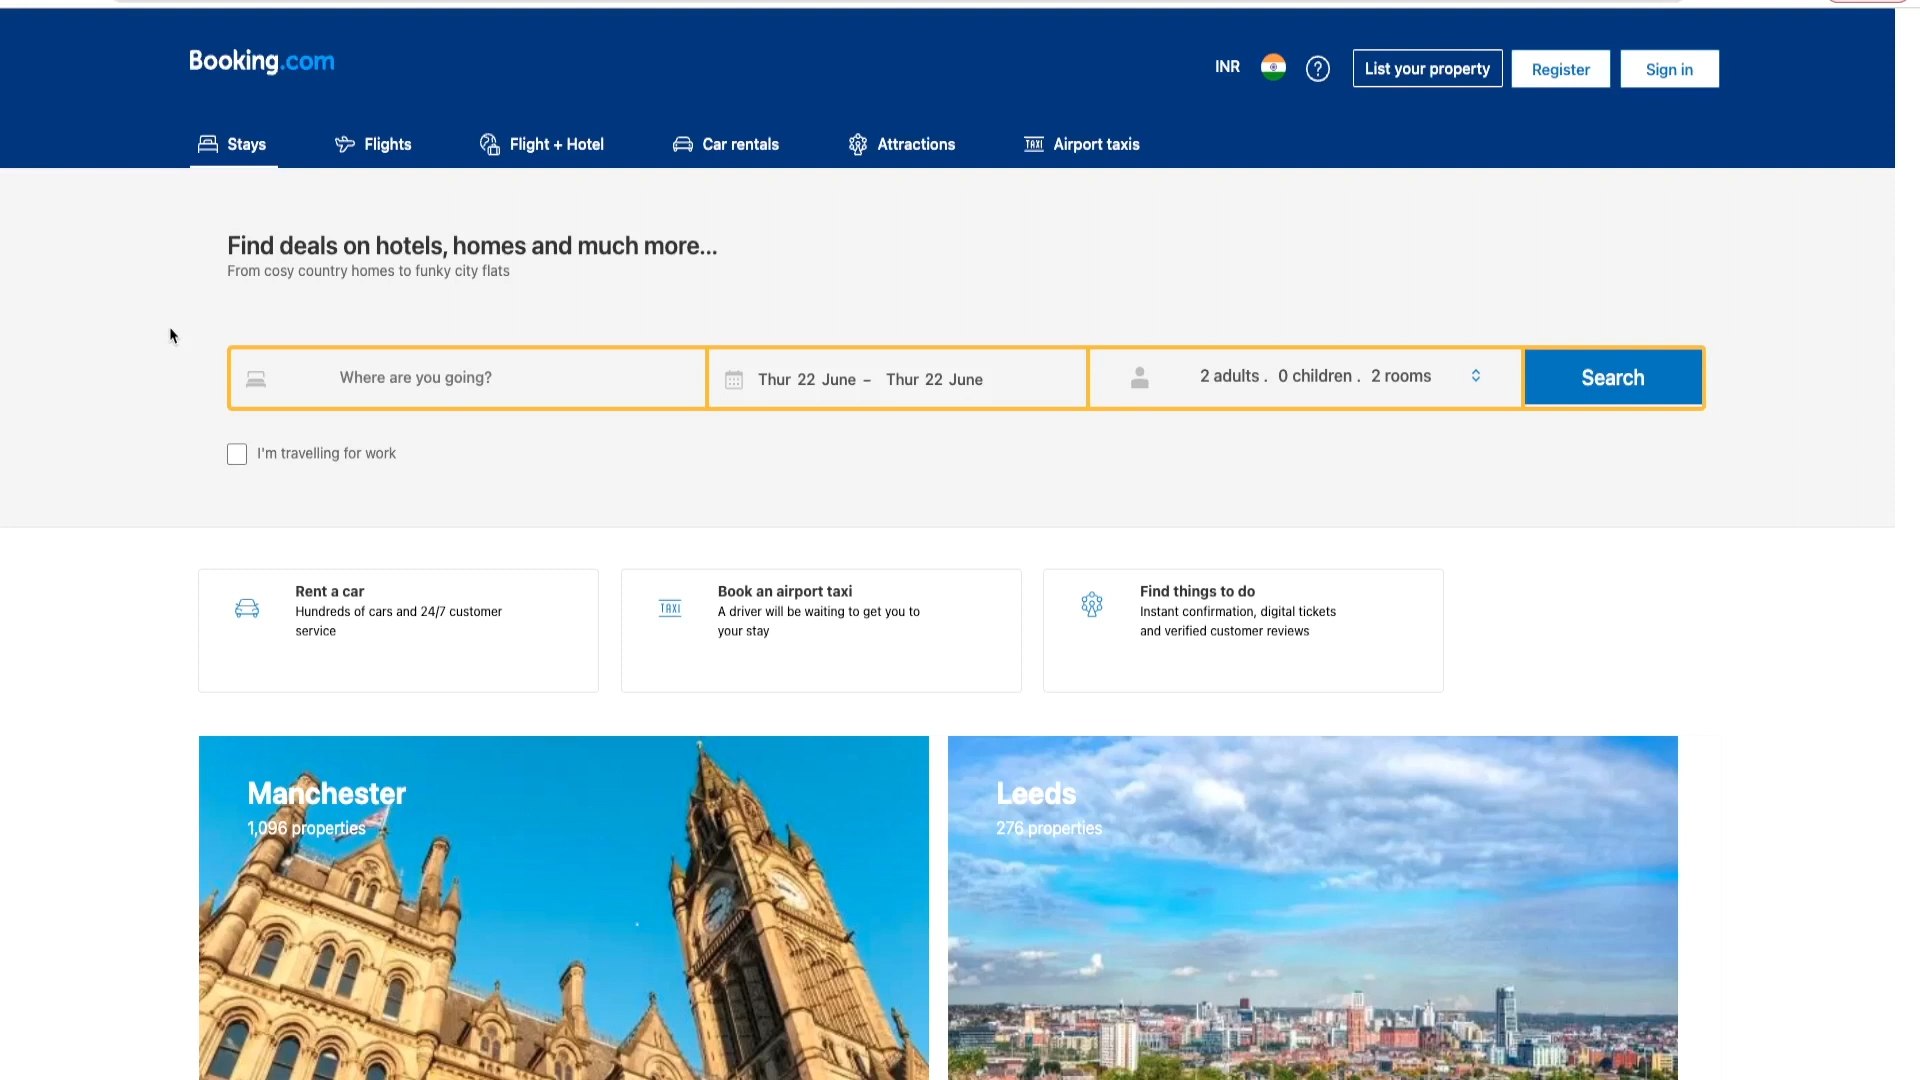 Booking.com
INR
?
List your property
Register
Sign in
Stays
Flights
Flight + Hotel
Car rentals
TAXI
Attractions
Airport taxis
Find deals on hotels, homes and much more...
From cosy country homes to funky city flats
Where are you going?
Thur 22 June – Thur 22 June
2 adults . 0 children . 2 rooms
Search
I'm travelling for work
Rent a car
Hundreds of cars and 24/7 customer
service
TAXI
Book an airport taxi
A driver will be waiting to get you to
your stay
Find things to do
Instant confirmation, digital tickets
and verified customer reviews
Manchester
1,096 properties
Leeds
276 properties